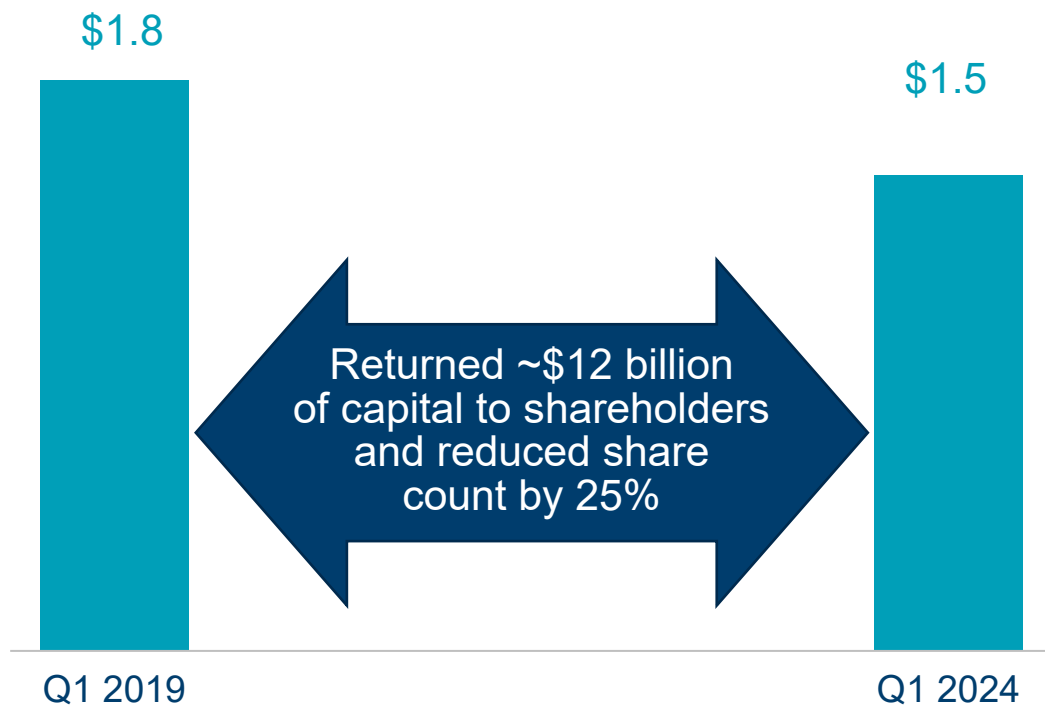 $1.8
$1.5
Returned ~$12 billion
of capital to shareholders
and reduced share
count by 25%
Q1 2019
Q1 2024